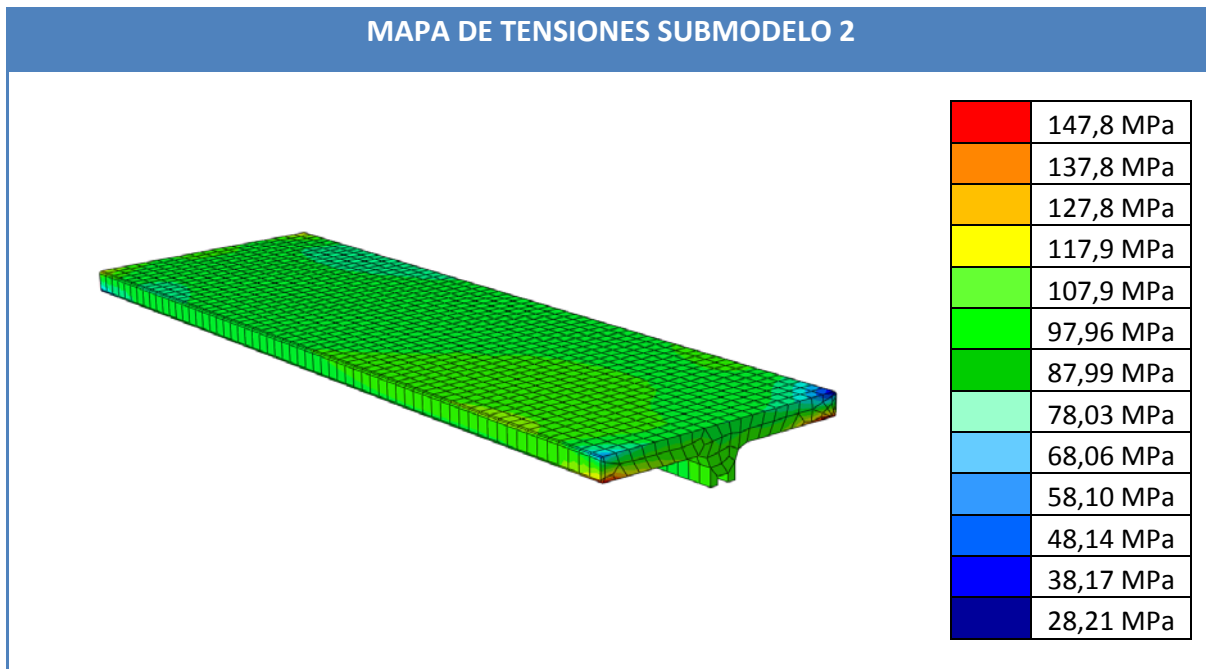 MAPA DE TENSIONES SUBMODELO 2
147,8 MPa
137,8 MPa
127,8 MPa
117,9 MPa
107,9 MPa
97,96 MPa
87,99 MPa
78,03 MPa
68,06 MPa
58,10 MPa
48,14 MPa
38,17 MPa
28,21 MPa